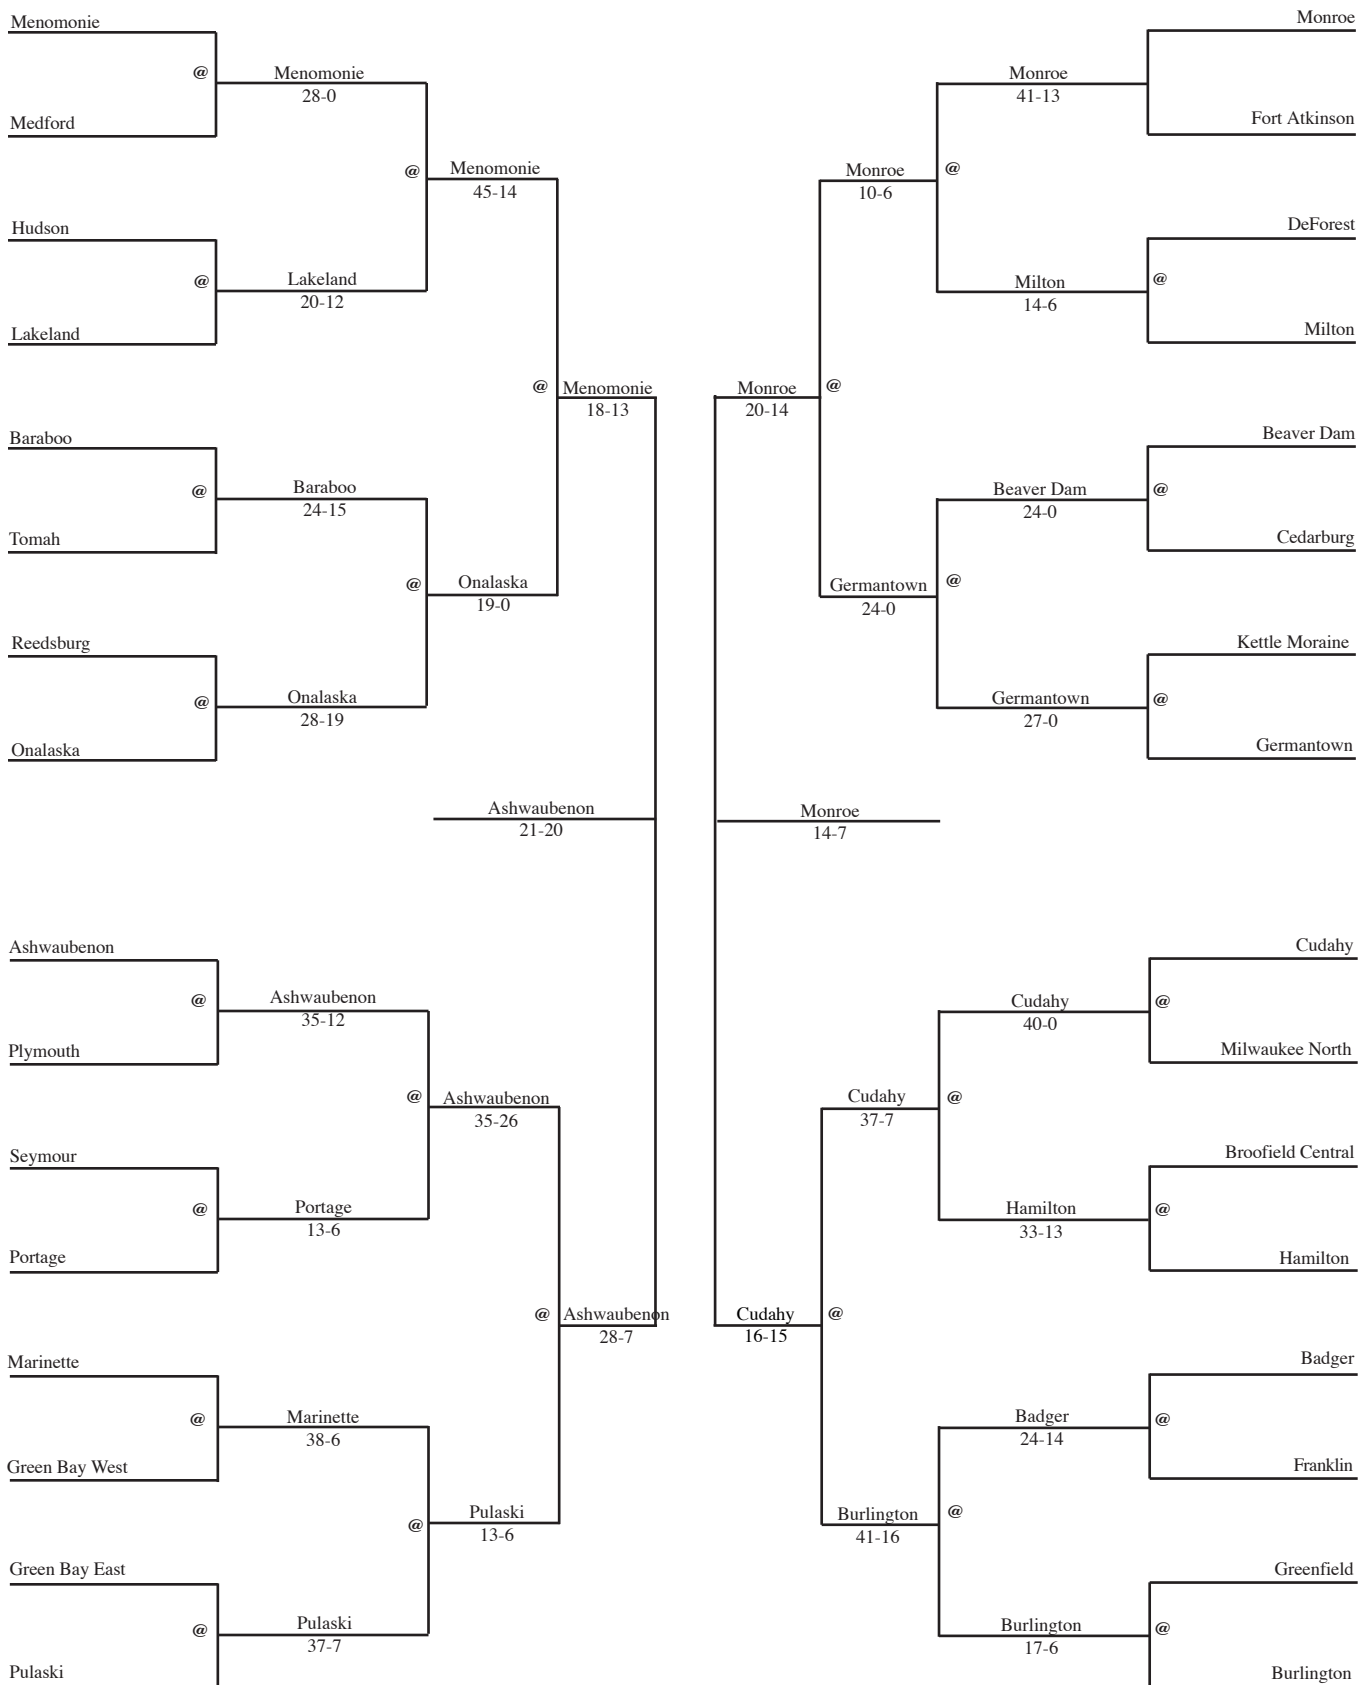 Menomonie
@
Menomonie
28-0
Medford
@
Menomonie
45-14
Hudson
@
Lakeland
20-12
Lakeland
@
Menomonie
18-13
Baraboo
@
Baraboo
24-15
Tomah
@
Onalaska
19-0
Reedsburg
@
Onalaska
28-19
Onalaska
Ashwaubenon
21-20
Ashwaubenon
@
Ashwaubenon
35-12
Plymouth
@
Ashwaubenon
35-26
Seymour
@
Portage
13-6
Portage
@
Ashwaubenon
28-7
Marinette
@
Marinette
38-6
Green Bay West
@
Pulaski
13-6
Green Bay East
@
Pulaski
37-7
Pulaski
Monroe
Monroe
41-13
Fort Atkinson
Monroe
10-6
@
DeForest
Milton
14-6
@
Milton
Monroe
20-14
@
Beaver Dam
Beaver Dam
24-0
@
Cedarburg
Germantown
24-0
@
Kettle Moraine
Germantown
27-0
@
Germantown
Monroe
14-7
Cudahy
Cudahy
40-0
@
Milwaukee North
Cudahy
37-7
@
Broofield Central
Hamilton
33-13
@
Hamilton
Cudahy
16-15
@
Badger
Badger
24-14
@
Franklin
Burlington
41-16
@
Greenfield
Burlington
17-6
@
Burlington